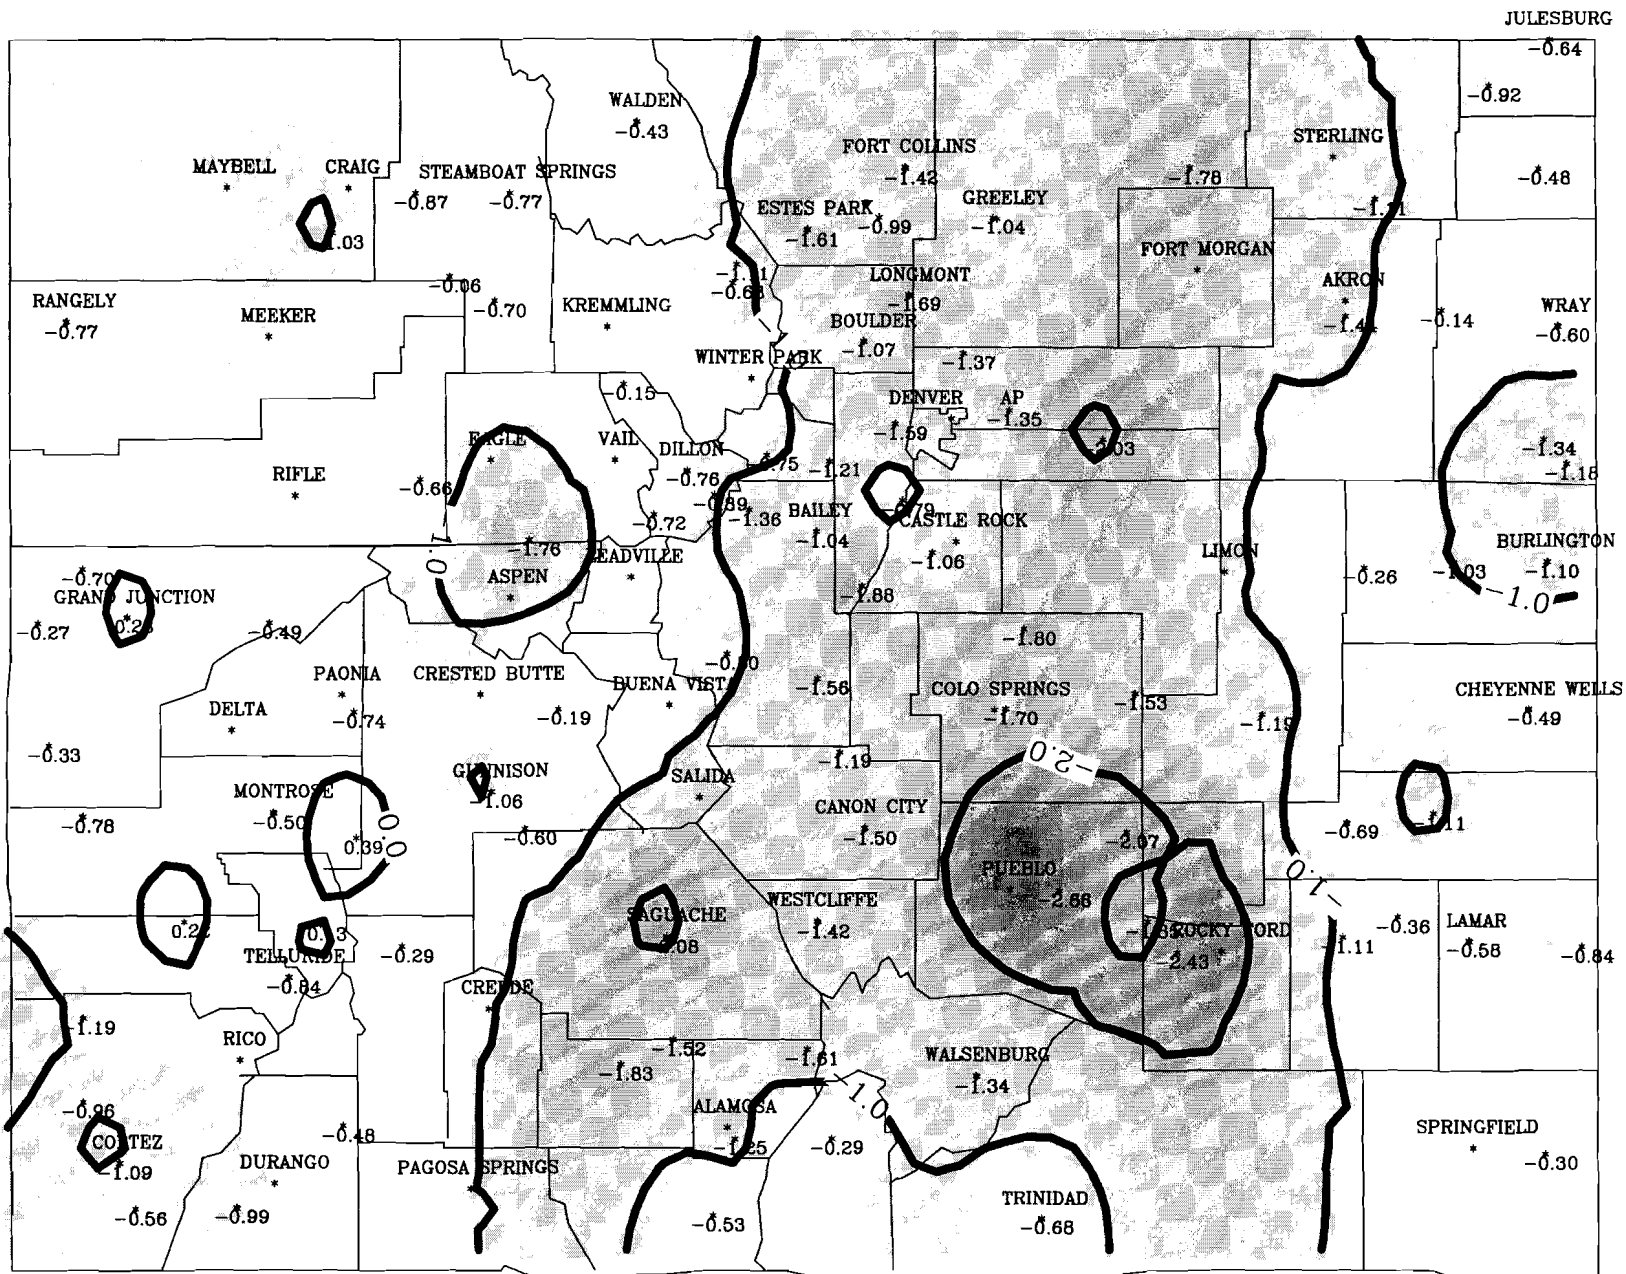 JULESBURG
-0.64
-0.92
WALDEN
-0.43
STERLING
FORT COLLINS
-1.42
-1.78
-0.48
MAYBELL
CRAIG
STEAMBOAT SPRINGS
-0.87
-0.77
ESTES PARK
-0.99
-1.61
GREELEY
-1.04
FORT MORGAN
LONGMONT
-1.69
AKRON
-0.06
-0.70
RANGELY
-0.77
MEEKER
KREMMLING
BOULDER
-1.07
-0.14
WRAY
-0.60
WINTER PARK
-1.37
-0.15
DENVER AP
-1.35
-1.59
EAGLE
VAIL
DILLON
-0.76
-1.21
-2.03
-1.34
-1.18
RIFLE
-0.66
-0.72
-0.39
-1.36
BAILEY
-1.04
-0.79
CASTLE ROCK
-1.06
LIMON
-1.76
LEADVILLE
-1.0
ASPEN
-0.26
BURLINGTON
-1.03
-1.10
-1.0
-0.70
GRAND JUNCTION
-0.27
-0.49
-1.88
-1.80
PAONIA
-0.74
CRESTED BUTTE
-0.19
BUENA VISTA
-1.56
COLO SPRINGS
-1.70
-1.53
-1.19
CHEYENNE WELLS
-0.49
DELTA
-0.33
GUNNISON
-1.06
SALIDA
-1.19
-2.0
MONTROSE
-0.50
-0.78
0.39
0.0
-0.60
CANON CITY
-1.50
-2.07
-0.69
-1.11
PUEBLO
-2.66
-1.0
SAGUACHE
WESTCLIFFE
-1.42
ROCKY FORD
-2.43
-1.11
-0.36
LAMAR
-0.58
-0.84
TELLURIDE
-0.84
-0.29
CREEDE
-1.19
RICO
-1.52
-1.83
-1.61
WALSENBURG
-1.34
-0.96
CORTEZ
-1.09
-0.48
ALAMOSA
-1.25
-1.0
-0.29
SPRINGFIELD
-0.30
DURANGO
-0.99
-0.56
PAGOSA SPRINGS
-0.53
TRINIDAD
-0.68